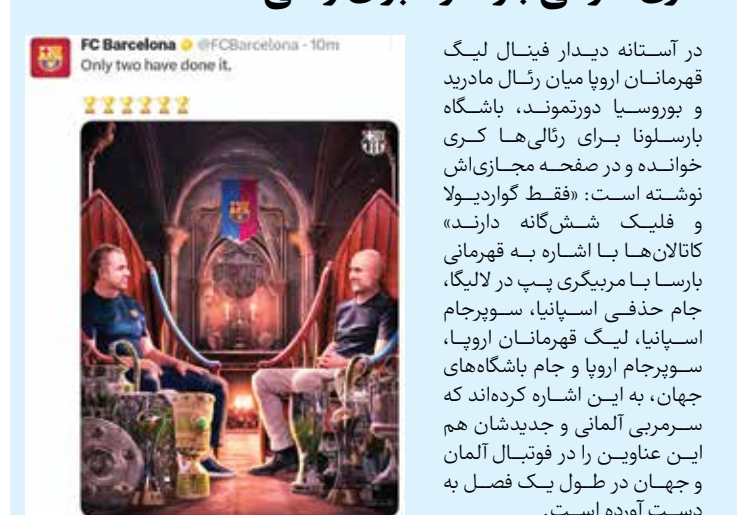 FC Barcelona @FCBarcelona - 10m
Only two have done it.
در آستانه دیدار فینال لیگ
قهرمانان اروپا میان رئال مادرید
و بوروسیا دورتموند، باشگاه
بارسلونا برای رئالی‌ها کری
خوانده و در صفحه مجازی‌اش
نوشته است: «فقط گواردیولا
و فلیک شش‌گانه دارند»
کاتالان‌ها با اشاره به قهرمانی
بارسا با مربیگری پپ در لالیگا،
جام حذفی اسپانیا، سوپرجام
اسپانیا، لیگ قهرمانان اروپا،
سوپرجام اروپا و جام باشگاه‌های
جهان، به این اشاره کرده‌اند که
سرمربی آلمانی و جدیدشان هم
این عناوین را در فوتبال آلمان
و جهان در طول یک فصل به
دست آورده است.